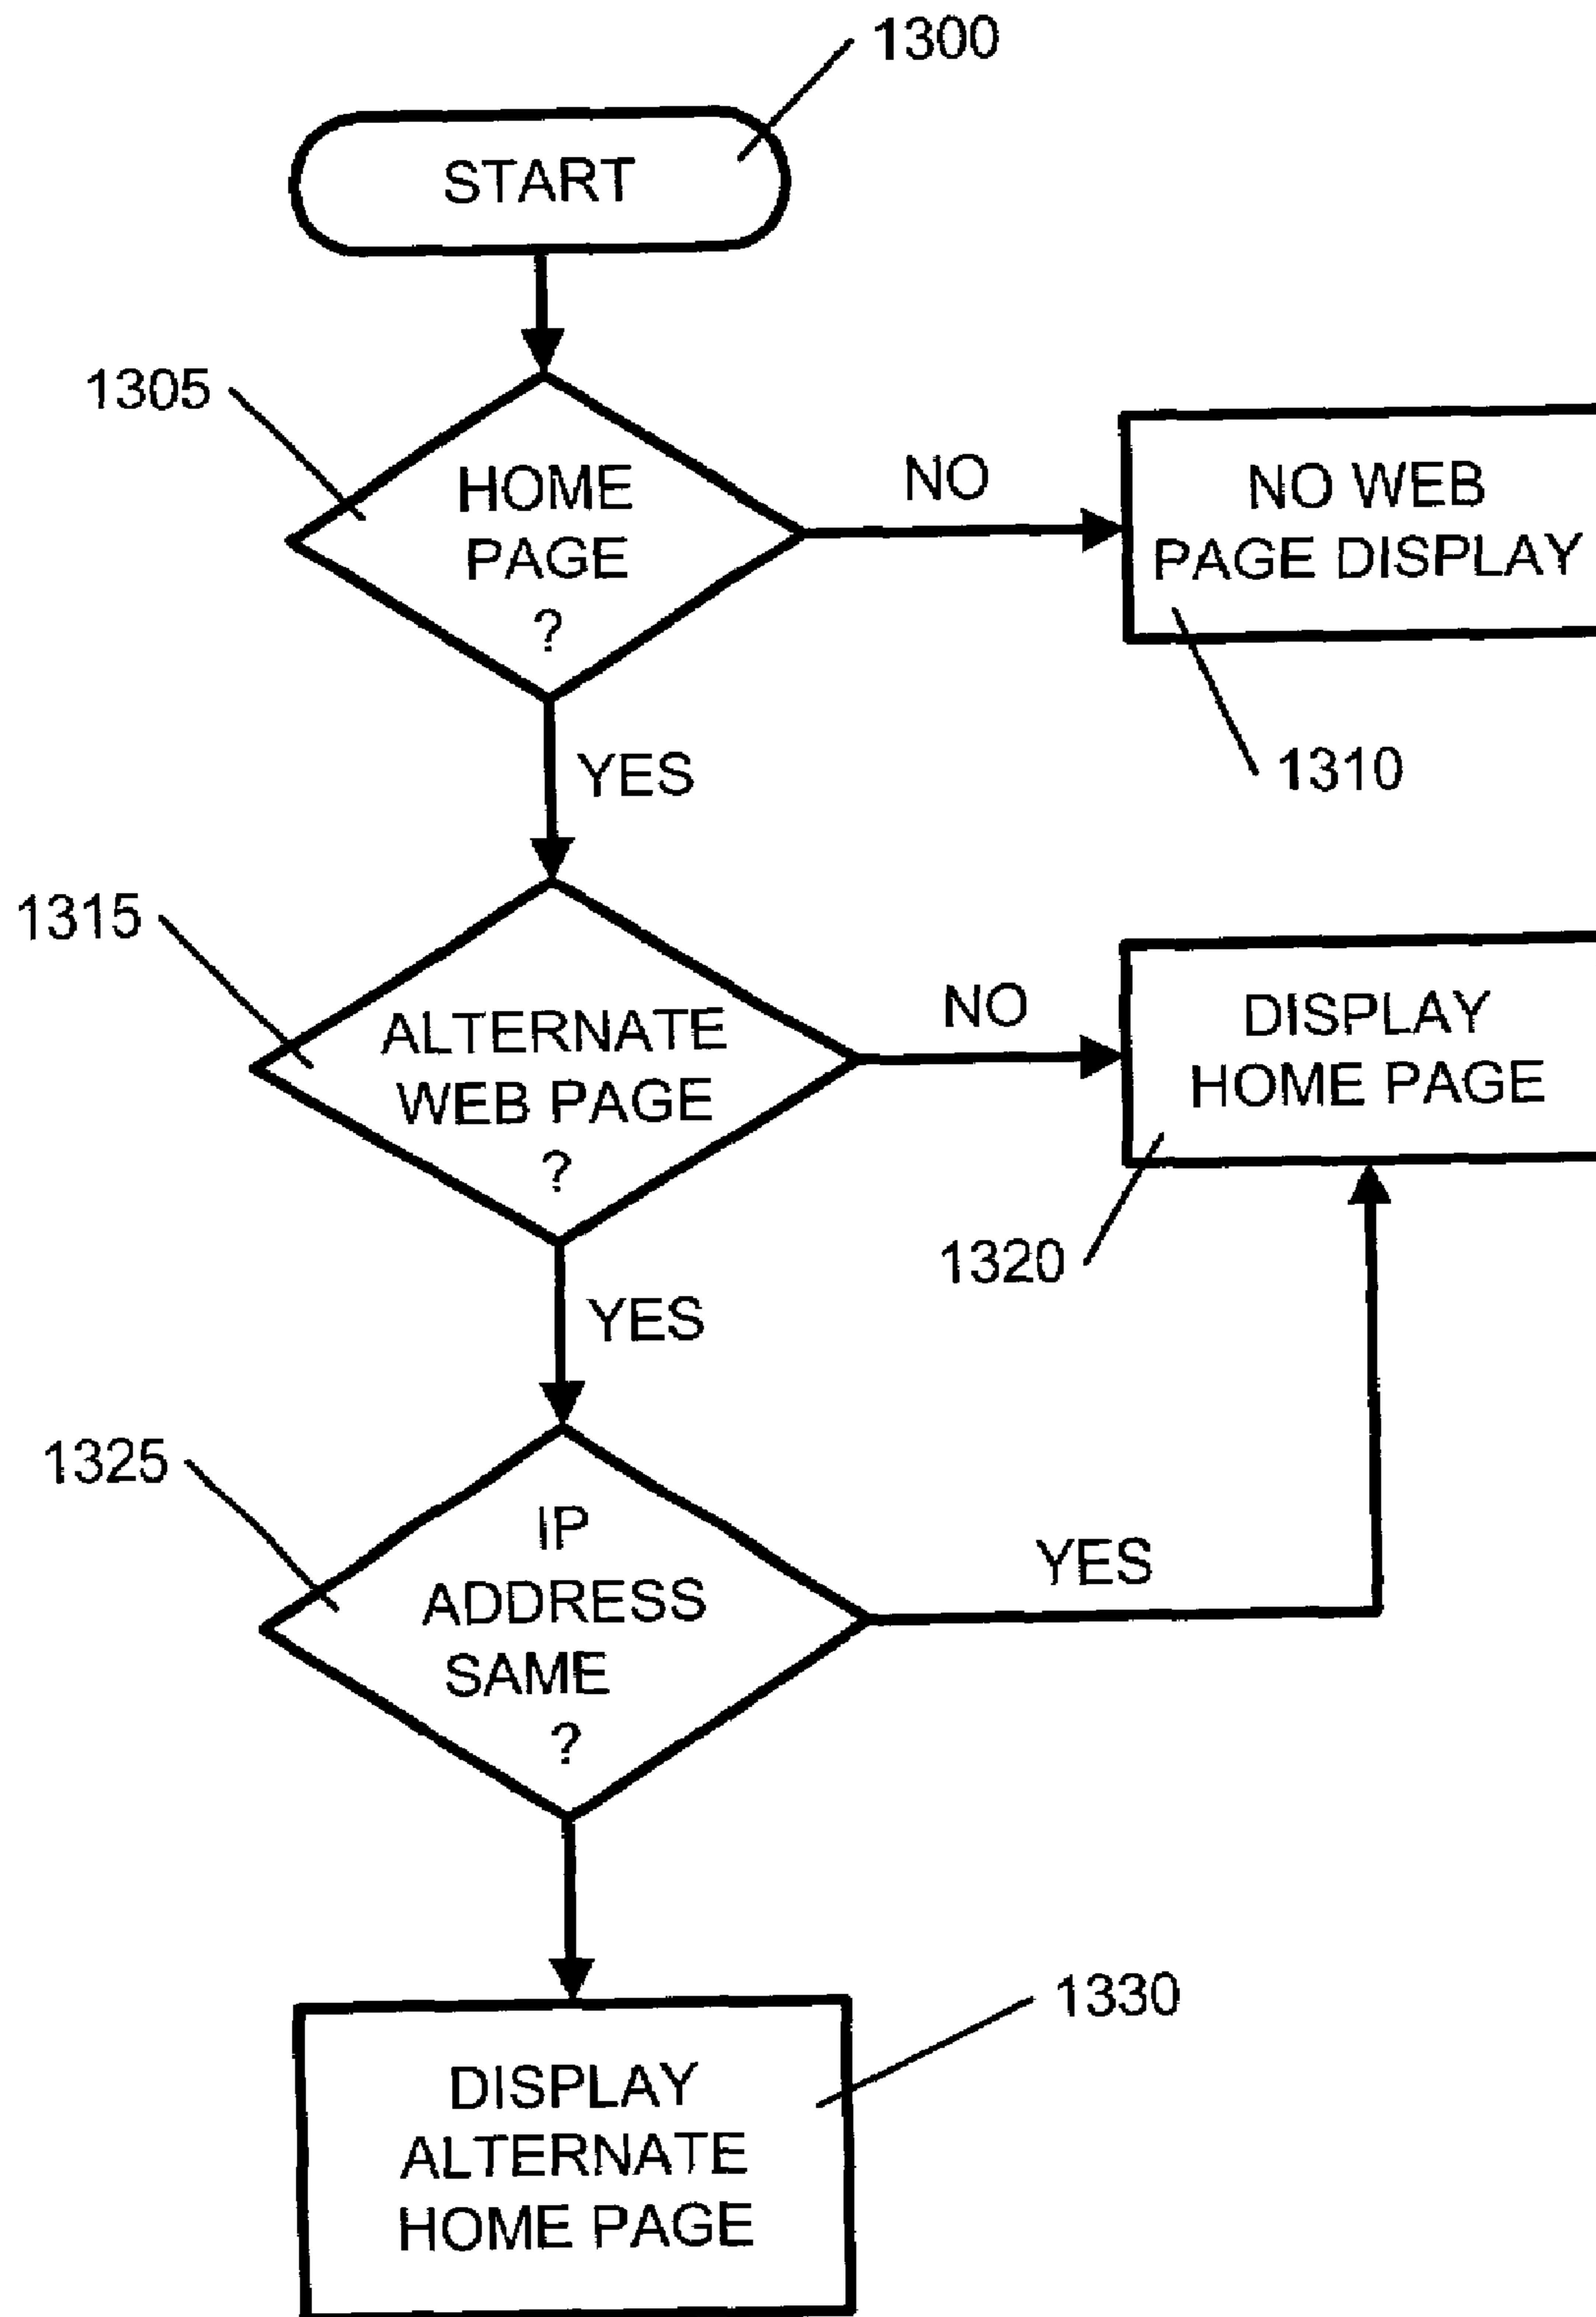 1300
START
1305
HOME
PAGE
?
NO
NO WEB
PAGE DISPLAY
1310
YES
1315
ALTERNATE
WEB PAGE
?
NO
DISPLAY
HOME PAGE
1320
YES
1325
IP
ADDRESS
SAME
?
YES
1330
DISPLAY
ALTERNATE
HOME PAGE